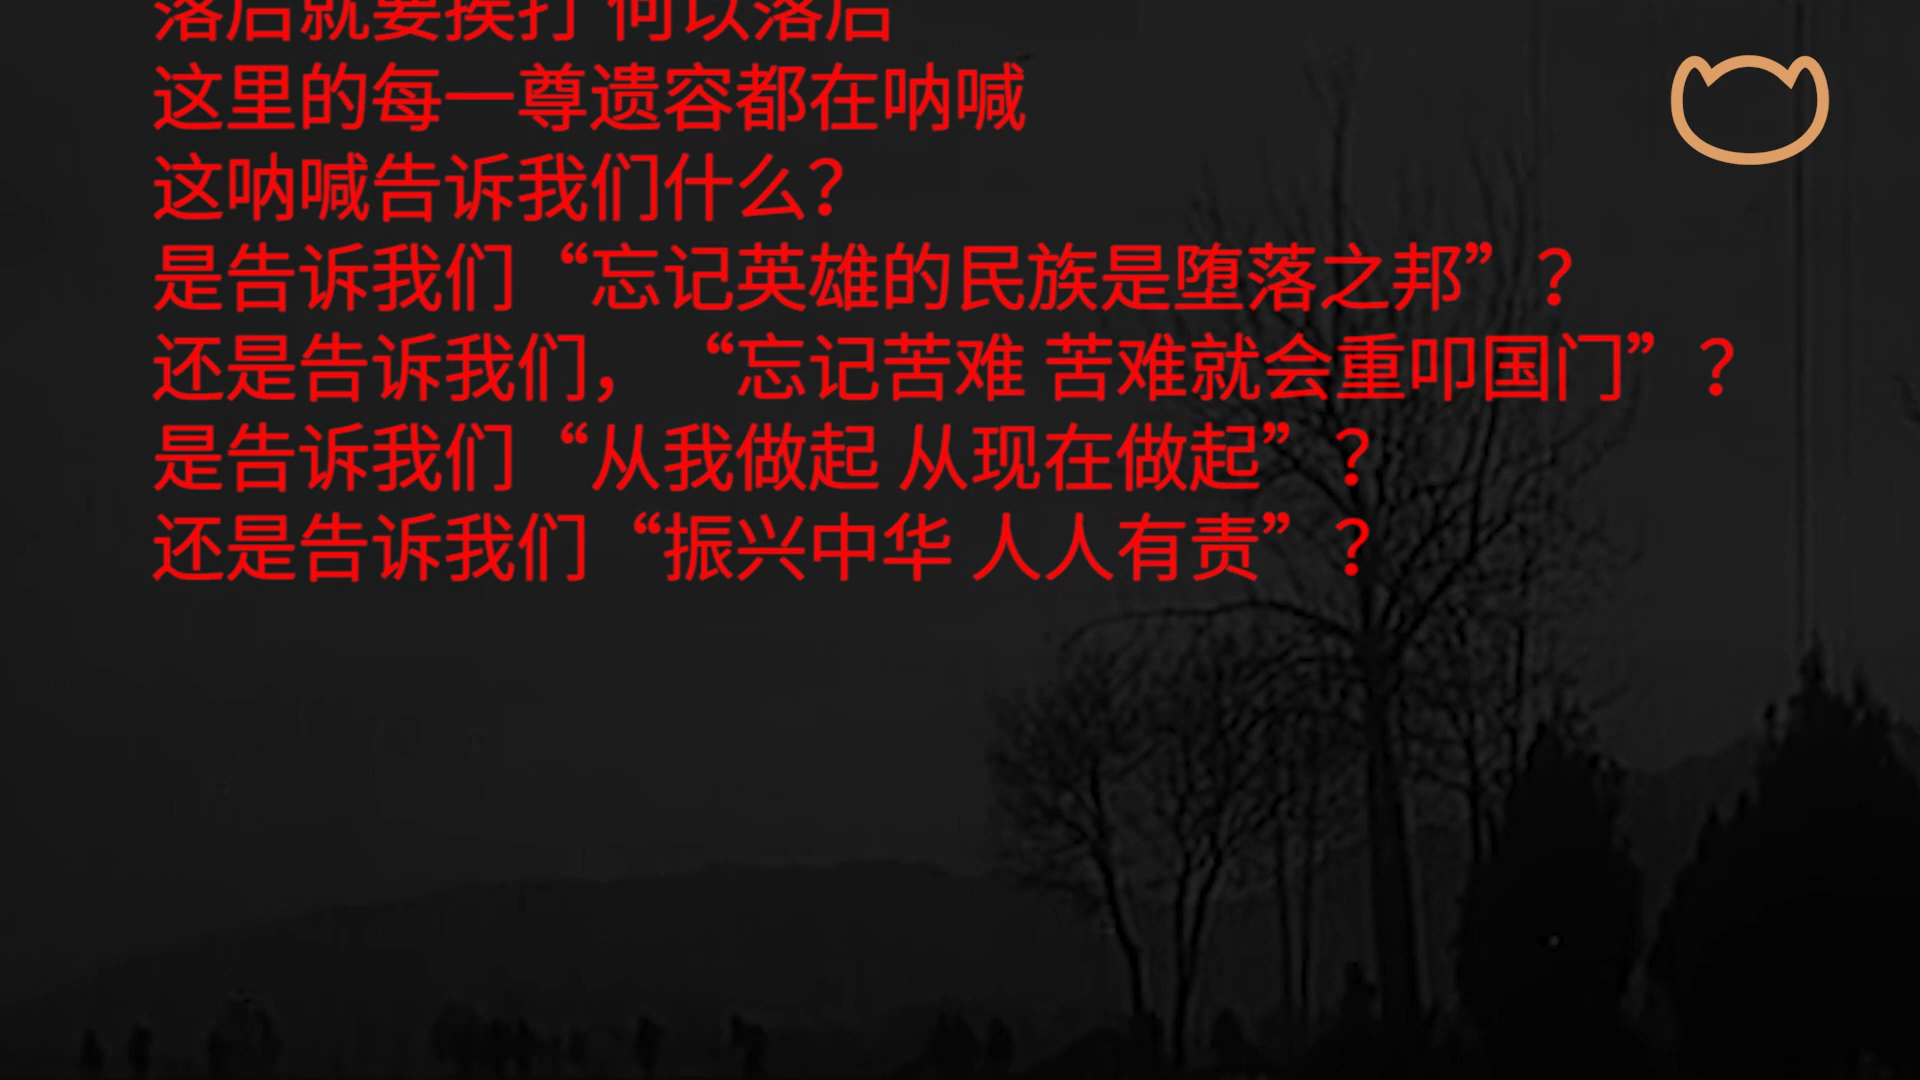 落后就要挨打 何以落后
这里的每一尊遗容都在呐喊
这呐喊告诉我们什么？
是告诉我们“忘记英雄的民族是堕落之邦”？
还是告诉我们，“忘记苦难 苦难就会重叩国门”？
是告诉我们“从我做起 从现在做起”？
还是告诉我们“振兴中华 人人有责”？